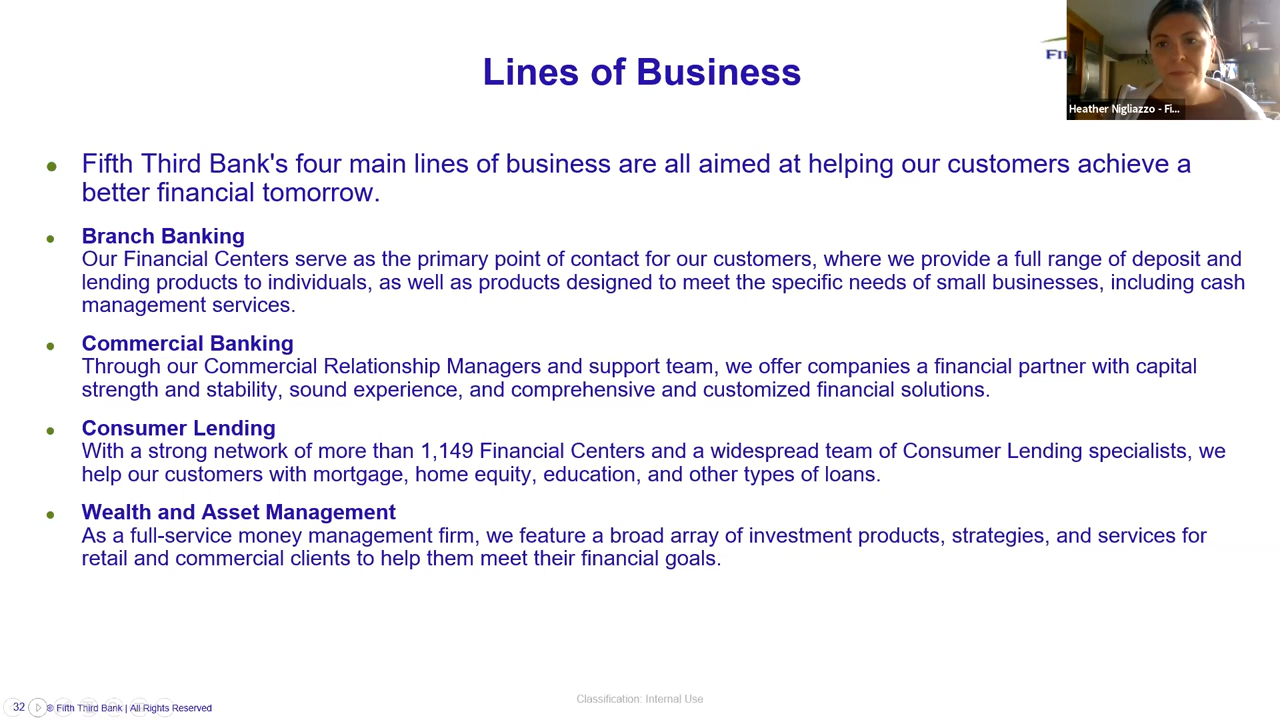 Lines of Business
Heather Nigliazzo - Fi...
Fifth Third Bank's four main lines of business are all aimed at helping our customers achieve a
better financial tomorrow.
Branch Banking
Our Financial Centers serve as the primary point of contact for our customers, where we provide a full range of deposit and
lending products to individuals, as well as products designed to meet the specific needs of small businesses, including cash
management services.
Commercial Banking
Through our Commercial Relationship Managers and support team, we offer companies a financial partner with capital
strength and stability, sound experience, and comprehensive and customized financial solutions.
Consumer Lending
With a strong network of more than 1,149 Financial Centers and a widespread team of Consumer Lending specialists, we
help our customers with mortgage, home equity, education, and other types of loans.
Wealth and Asset Management
As a full-service money management firm, we feature a broad array of investment products, strategies, and services for
retail and commercial clients to help them meet their financial goals.
Classification: Internal Use
32 ® Fifth Third Bank | All Rights Reserved